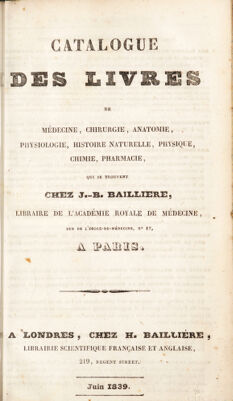 CATALOGUE
DES LIVRES
DE
MÉDECINE, CHIRURGIE, ANATOMIE,
PHYSIOLOGIE, HISTOIRE NATURELLE, PHYSIQUE,
CHIMIE, PHARMACIE,
QUI SE TROUVENT
CHEZ J.-B. BAILLIÈRE,
LIBRAIRE DE L'ACADÉMIE ROYALE DE MÉDECINE,
RUE DE L'ÉCOLE-DE-MÉDECINE, N° 17,
A PARIS.
A LONDRES, CHEZ H. BAILLIÈRE,
LIBRAIRIE SCIENTIFIQUE FRANÇAISE ET ANGLAISE,
219, REGENT STREET.
Juin 1839.